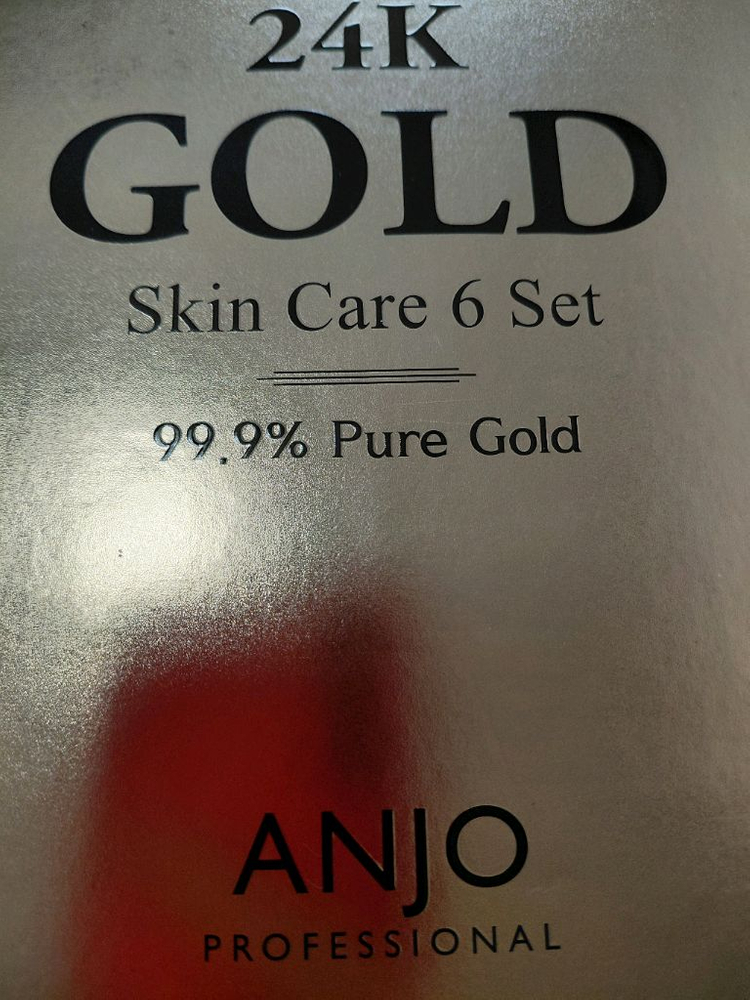 24K
GOLD
Skin Care 6 Set
99.9% Pure Gold
ANJO
PROFESSIONAL